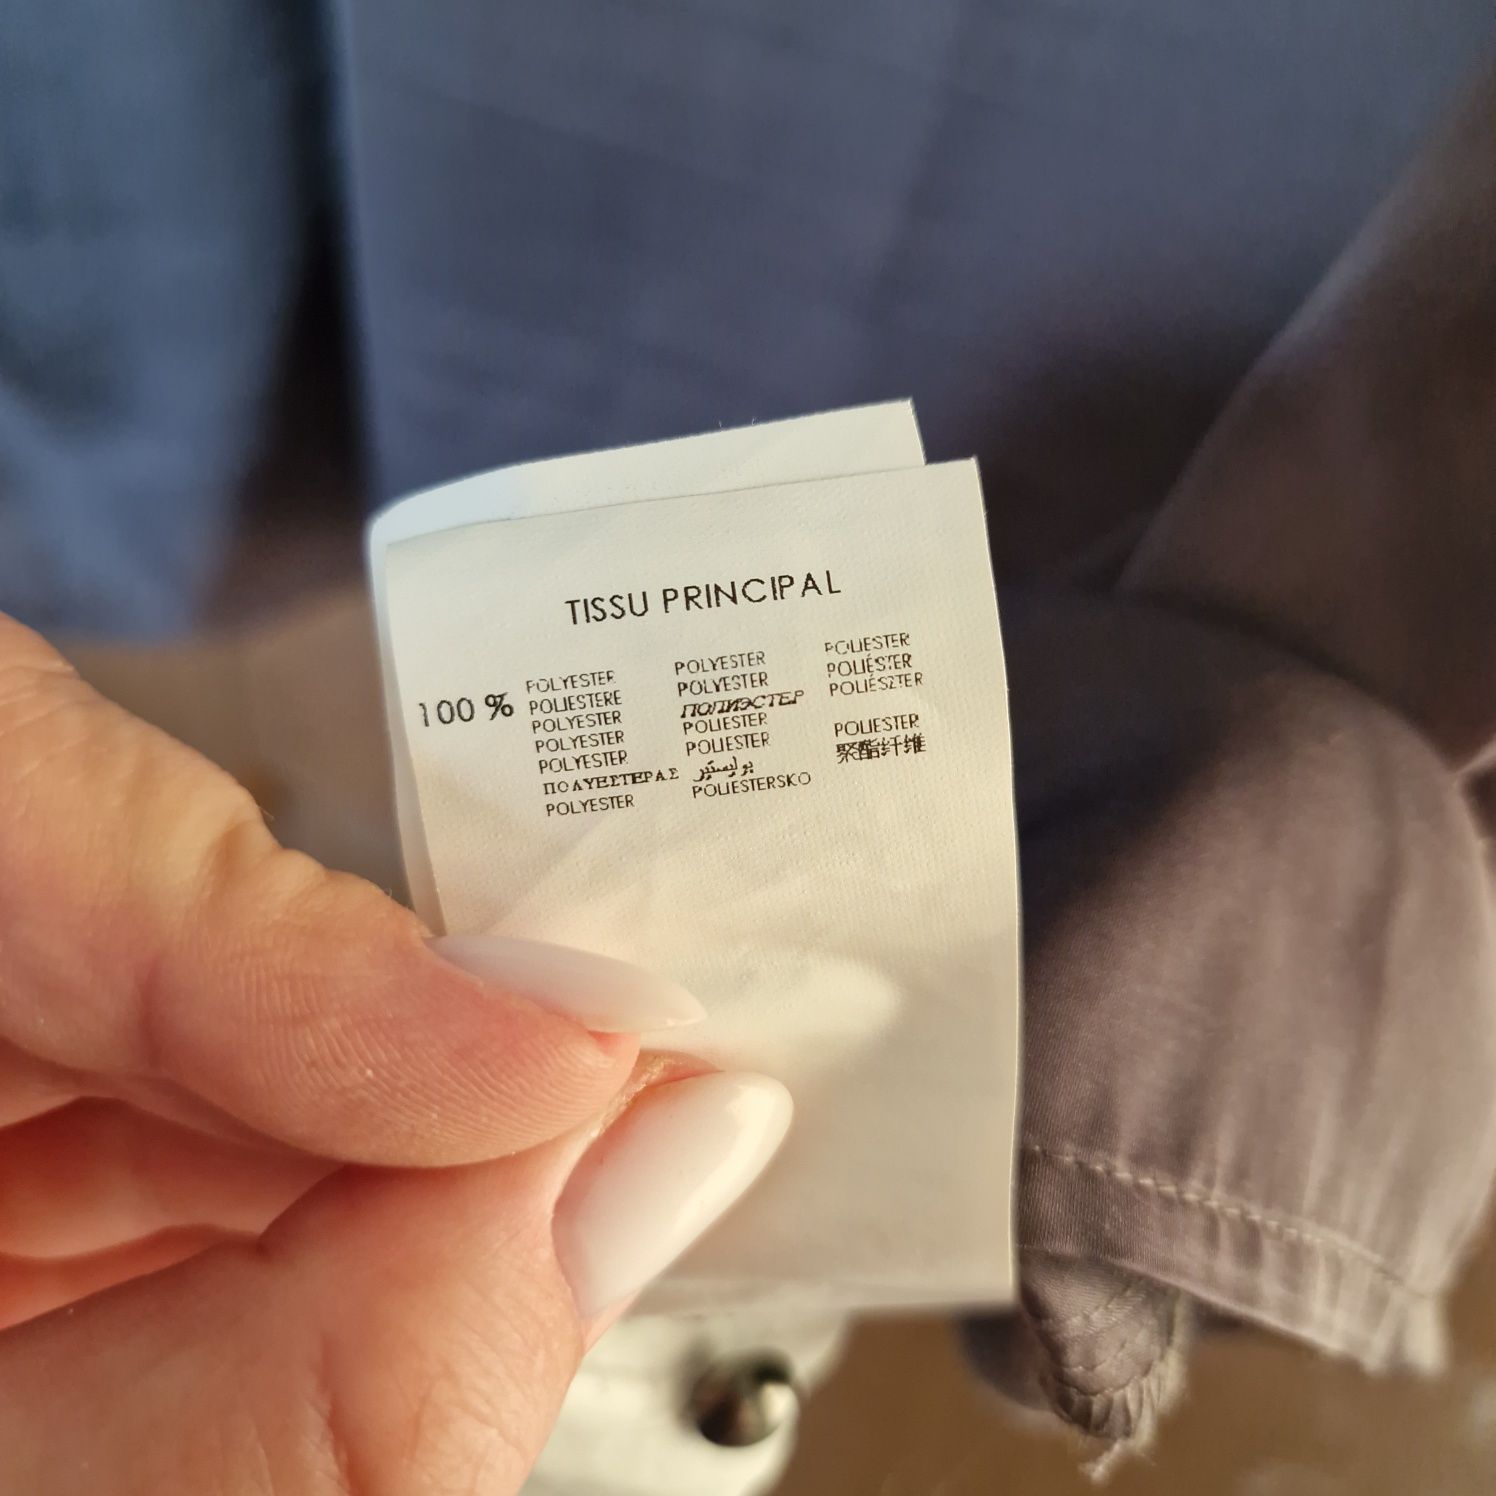 TISSU PRINCIPAL
100 %
POLYESTER
POLIESTERE
POLYESTER
POLYESTER
POLYESTER
ΠΟΛΥΕΣΤΕΡΑΣ
POLYESTER
POLYESTER
POLYESTER
ПОЛИЭСТЕР
POLIESTER
POLIESTER
بوليستير
POLIESTERSKO
POLIESTER
POLIÉSTER
POLIÉSZTER
POLIESTER
聚酯纤维